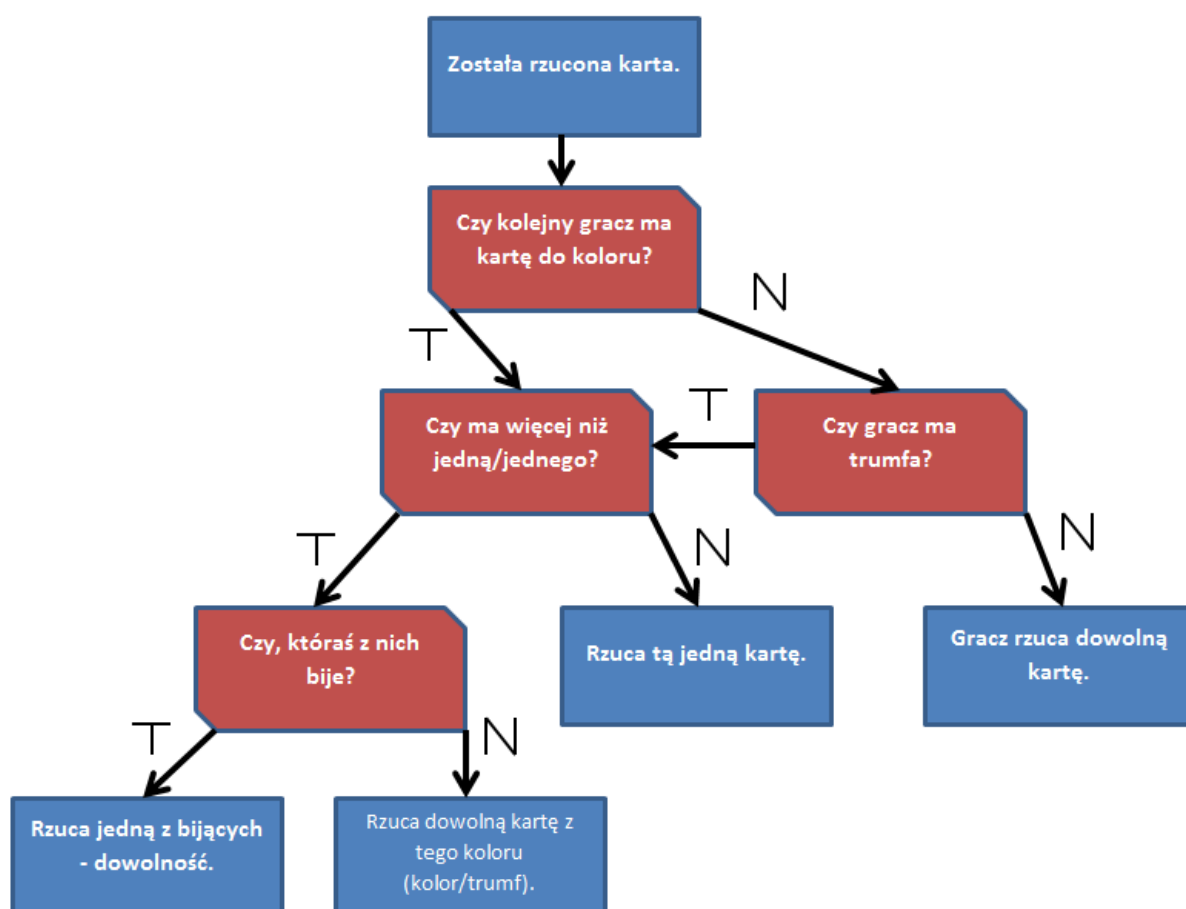 Została rzucona karta.
Czy kolejny gracz ma
kartę do koloru?
T
N
Czy ma więcej niż
jedną/jednego?
T
Czy gracz ma
trumfa?
T
N
N
Czy, któraś z nich
bije?
Rzuca tą jedną kartę.
Gracz rzuca dowolną
kartę.
T
N
Rzuca jedną z bijących
- dowolność.
Rzuca dowolną kartę z
tego koloru
(kolor/trumf).